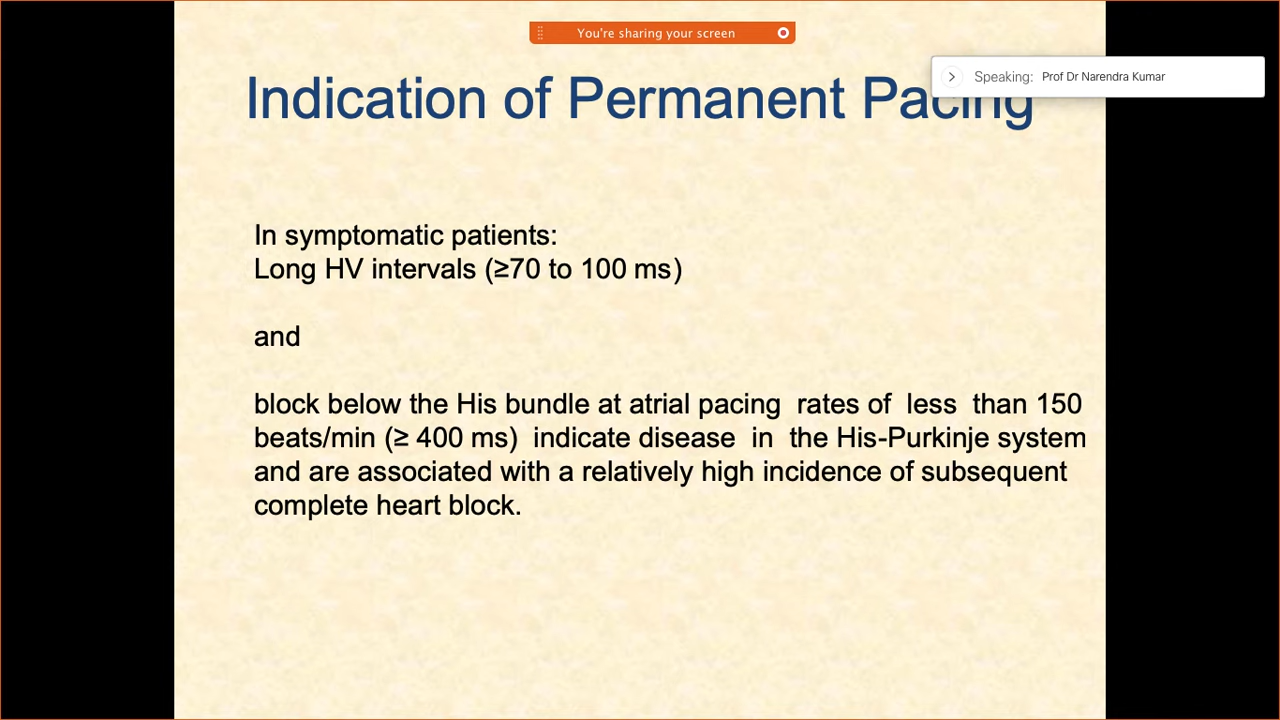 You're sharing your screen
Speaking: Prof Dr Narendra Kumar
Indication of Permanent Pacing
In symptomatic patients:
Long HV intervals (≥70 to 100 ms)
and
block below the His bundle at atrial pacing rates of less than 150
beats/min (≥ 400 ms) indicate disease in the His-Purkinje system
and are associated with a relatively high incidence of subsequent
complete heart block.